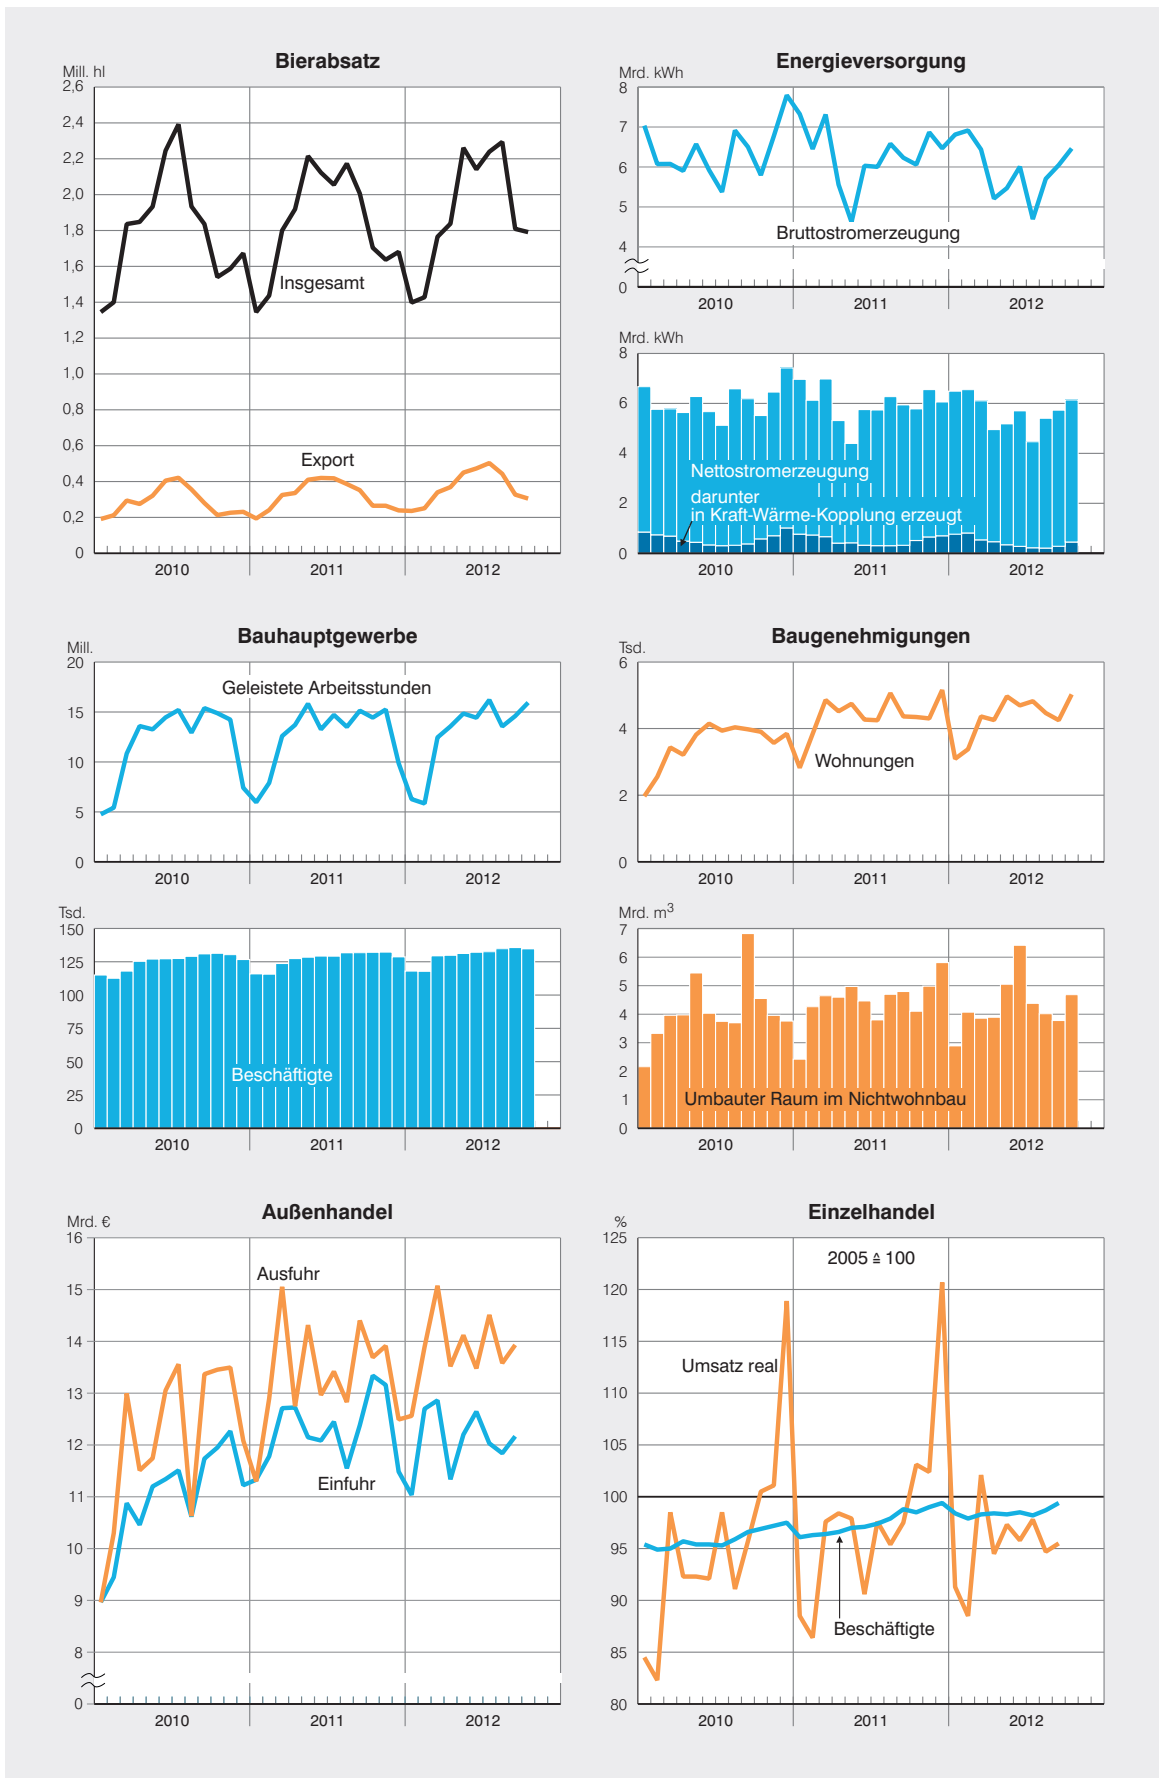 Bierabsatz
Mill. hl
2,6
2,4
2,2
2,0
1,8
1,6
1,4
1,2
1,0
0,8
0,6
0,4
0,2
0
Insgesamt
Export
2010 2011 2012
Energieversorgung
Mrd. kWh
8
7
6
5
4
0
Bruttostromerzeugung
2010 2011 2012
Mrd. kWh
8
6
4
2
0
Nettostromerzeugung
darunter
in Kraft-Wärme-Kopplung erzeugt
2010 2011 2012
Bauhauptgewerbe
Mill.
20
15
10
5
0
Geleistete Arbeitsstunden
2010 2011 2012
Tsd.
150
125
100
75
50
25
0
Beschäftigte
2010 2011 2012
Baugenehmigungen
Tsd.
6
4
2
0
Wohnungen
2010 2011 2012
Mrd. m³
7
6
5
4
3
2
1
0
Umbauter Raum im Nichtwohnbau
2010 2011 2012
Außenhandel
Mrd. €
16
15
14
13
12
11
10
9
8
0
Ausfuhr
Einfuhr
2010 2011 2012
Einzelhandel
%
125
120
115
110
105
100
95
90
85
80
2005 ≙ 100
Umsatz real
Beschäftigte
2010 2011 2012